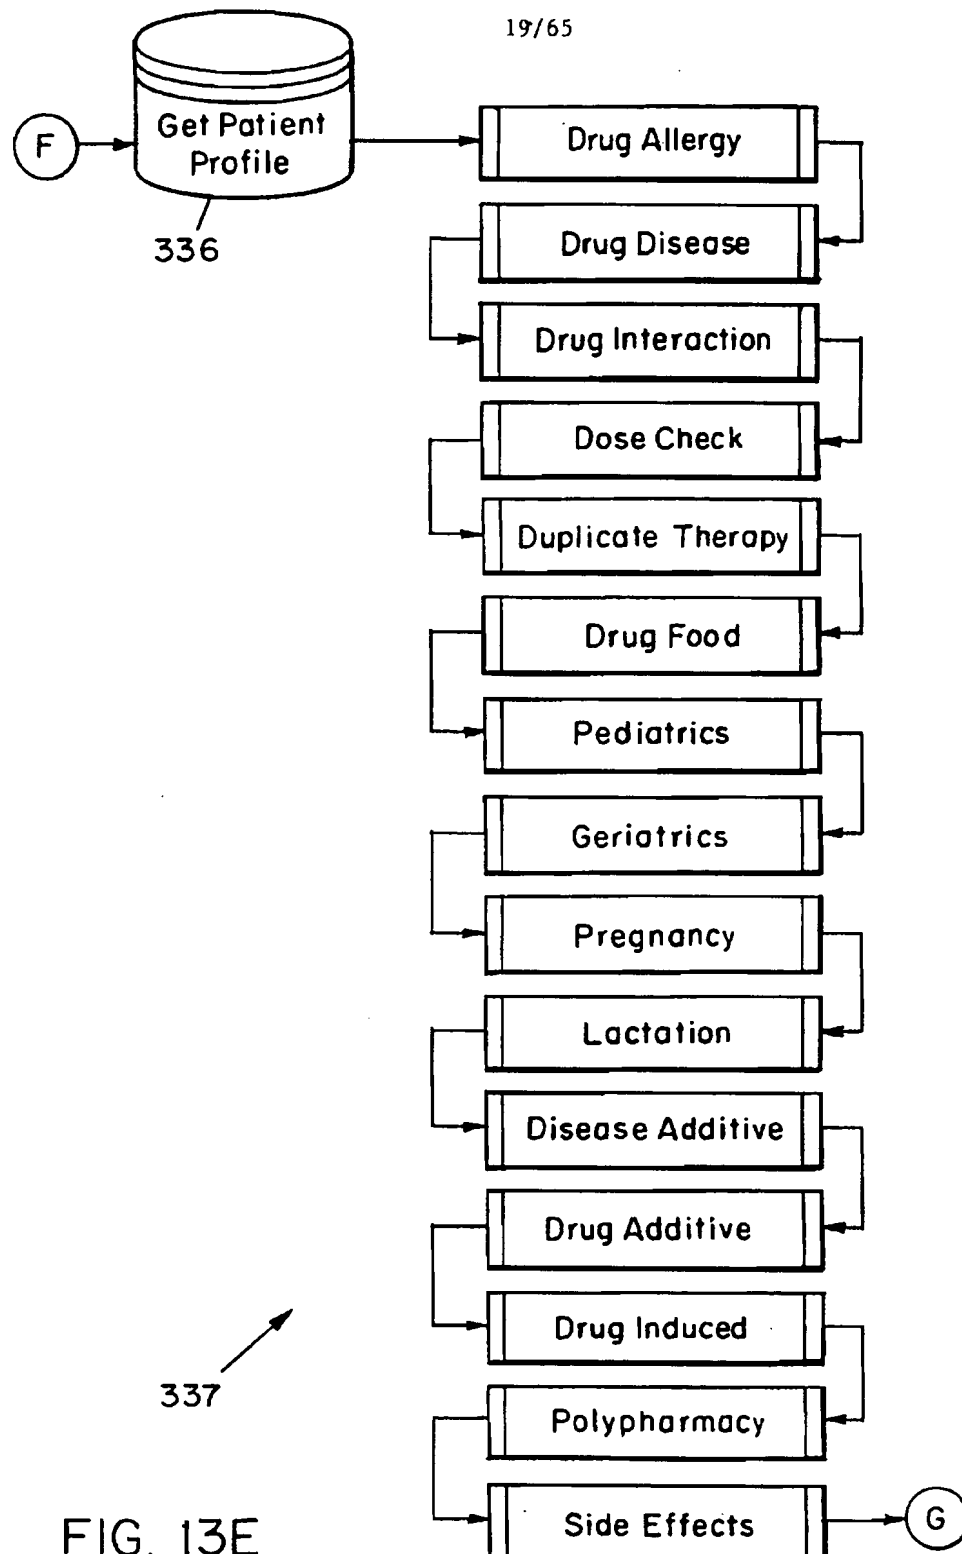 19/65
F
Get Patient
Profile
336
Drug Allergy
Drug Disease
Drug Interaction
Dose Check
Duplicate Therapy
Drug Food
Pediatrics
Geriatrics
Pregnancy
Lactation
Disease Additive
Drug Additive
Drug Induced
337
Polypharmacy
Side Effects
G
FIG. 13E